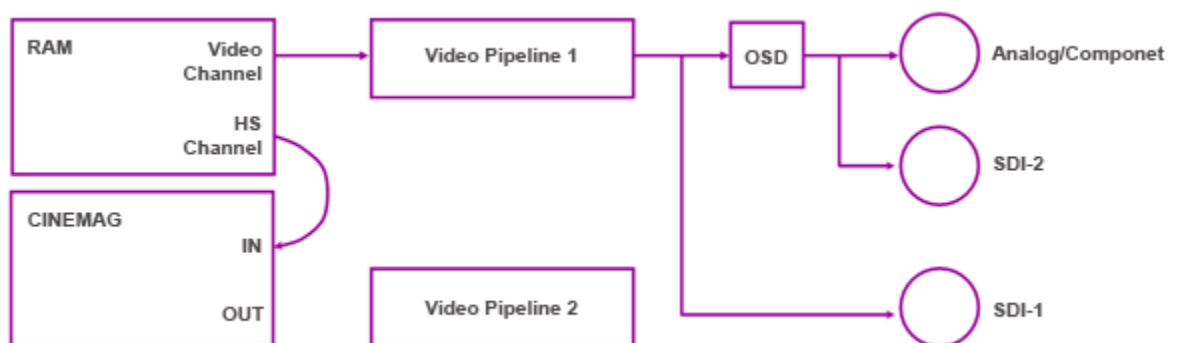 RAM
Video
Channel
HS
Channel
Video Pipeline 1
OSD
Analog/Componet
SDI-2
CINEMAG
IN
OUT
Video Pipeline 2
SDI-1